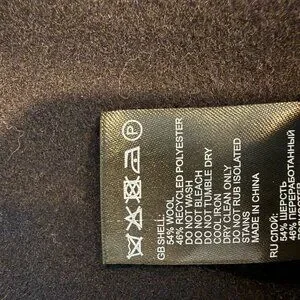 P
GB SHELL:
54% WOOL
46% RECYCLED POLYESTER
DO NOT WASH
DO NOT BLEACH
DO NOT TUMBLE DRY
COOL IRON
DRY CLEAN ONLY
DO NOT RUB ISOLATED
STAINS
MADE IN CHINA
RU СЛОЙ:
54% ШЕРСТЬ
46% ПЕРЕРАБОТАННЫЙ